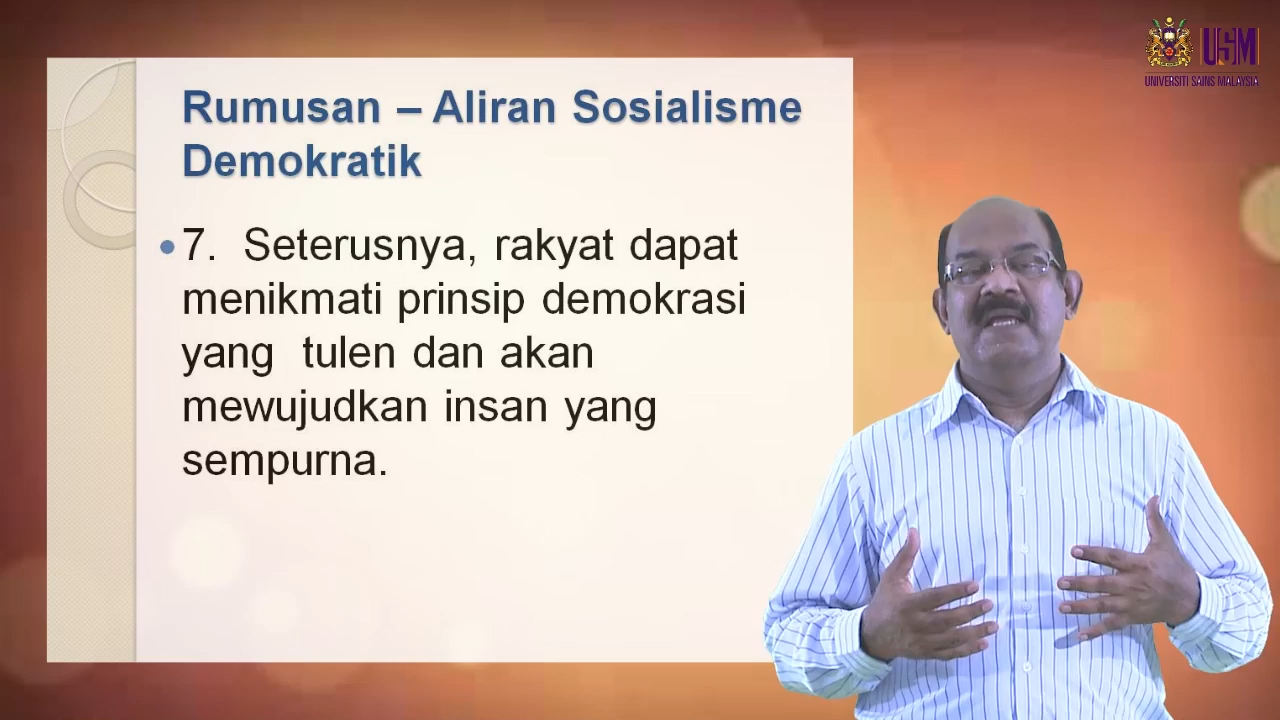 USM
UNIVERSITI SAINS MALAYSIA
Rumusan – Aliran Sosialisme
Demokratik
• 7. Seterusnya, rakyat dapat
menikmati prinsip demokrasi
yang tulen dan akan
mewujudkan insan yang
sempurna.